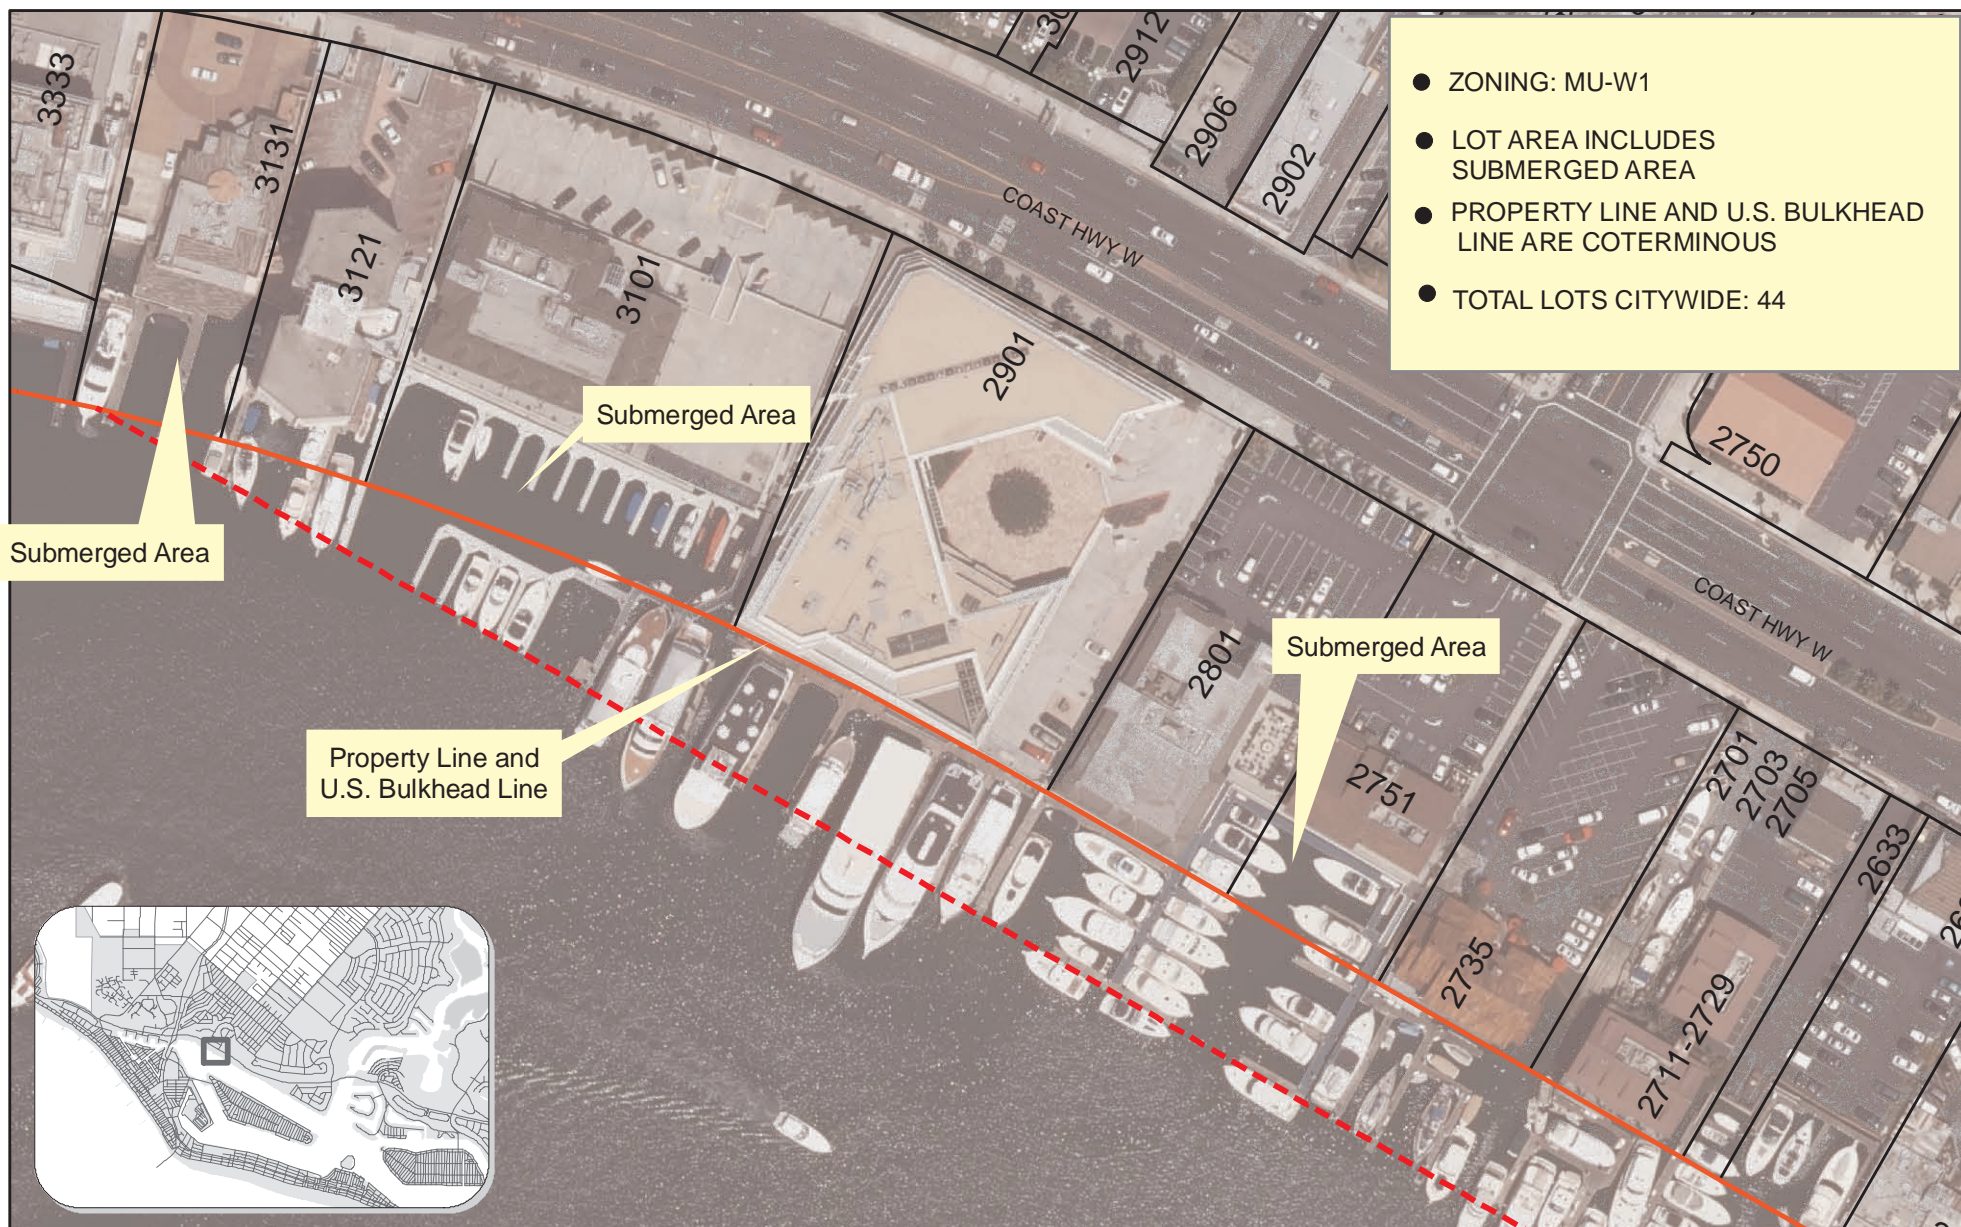 ● ZONING: MU-W1
● LOT AREA INCLUDES
SUBMERGED AREA
● PROPERTY LINE AND U.S. BULKHEAD
LINE ARE COTERMINOUS
● TOTAL LOTS CITYWIDE: 44
3333
3131
3121
3101
2901
2912
2906
2902
COAST HWY W
2750
COAST HWY W
Submerged Area
Submerged Area
Submerged Area
Property Line and
U.S. Bulkhead Line
2801
2751
2735
2701
2703
2705
2711-2729
2633